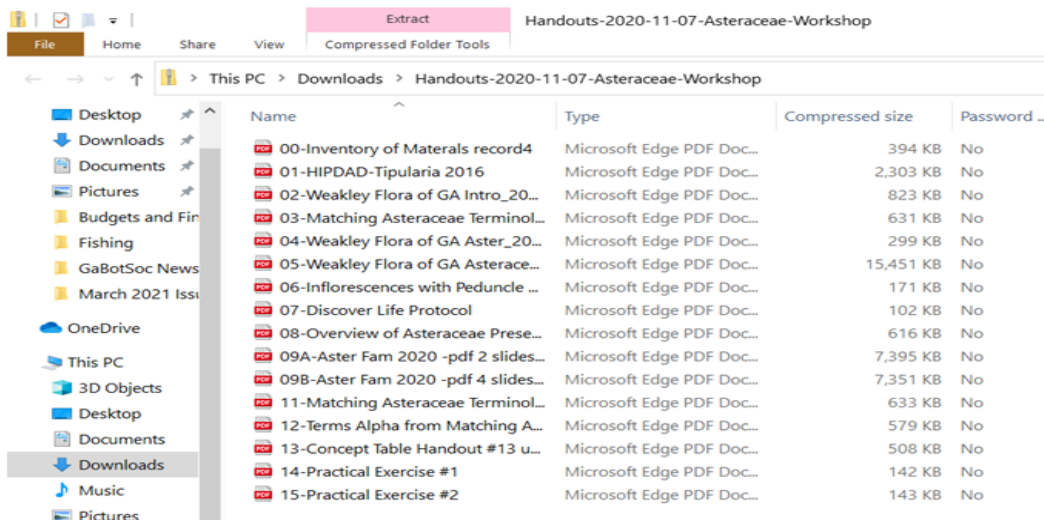 Extract
Handouts-2020-11-07-Asteraceae-Workshop
File
Home
Share
View
Compressed Folder Tools
This PC > Downloads > Handouts-2020-11-07-Asteraceae-Workshop
Desktop
Downloads
Documents
Pictures
Budgets and Fin
Fishing
GaBotSoc News
March 2021 Issu
OneDrive
This PC
3D Objects
Desktop
Documents
Downloads
Music
Pictures
Name Type Compressed size Password ...
00-Inventory of Materals record4 Microsoft Edge PDF Doc... 394 KB No
01-HIPDAD-Tipularia 2016 Microsoft Edge PDF Doc... 2,303 KB No
02-Weakley Flora of GA Intro_20... Microsoft Edge PDF Doc... 823 KB No
03-Matching Asteraceae Terminol... Microsoft Edge PDF Doc... 631 KB No
04-Weakley Flora of GA Aster_20... Microsoft Edge PDF Doc... 299 KB No
05-Weakley Flora of GA Asterace... Microsoft Edge PDF Doc... 15,451 KB No
06-Inflorescences with Peduncle ... Microsoft Edge PDF Doc... 171 KB No
07-Discover Life Protocol Microsoft Edge PDF Doc... 102 KB No
08-Overview of Asteraceae Prese... Microsoft Edge PDF Doc... 616 KB No
09A-Aster Fam 2020 -pdf 2 slides... Microsoft Edge PDF Doc... 7,395 KB No
09B-Aster Fam 2020 -pdf 4 slides... Microsoft Edge PDF Doc... 7,351 KB No
11-Matching Asteraceae Terminol... Microsoft Edge PDF Doc... 633 KB No
12-Terms Alpha from Matching A... Microsoft Edge PDF Doc... 579 KB No
13-Concept Table Handout #13 u... Microsoft Edge PDF Doc... 508 KB No
14-Practical Exercise #1 Microsoft Edge PDF Doc... 142 KB No
15-Practical Exercise #2 Microsoft Edge PDF Doc... 143 KB No